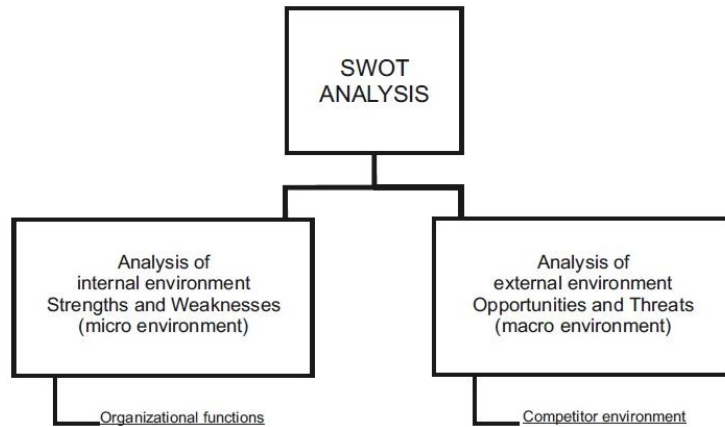 SWOT
ANALYSIS
Analysis of
internal environment
Strengths and Weaknesses
(micro environment)
Analysis of
external environment
Opportunities and Threats
(macro environment)
Organizational functions
Competitor environment